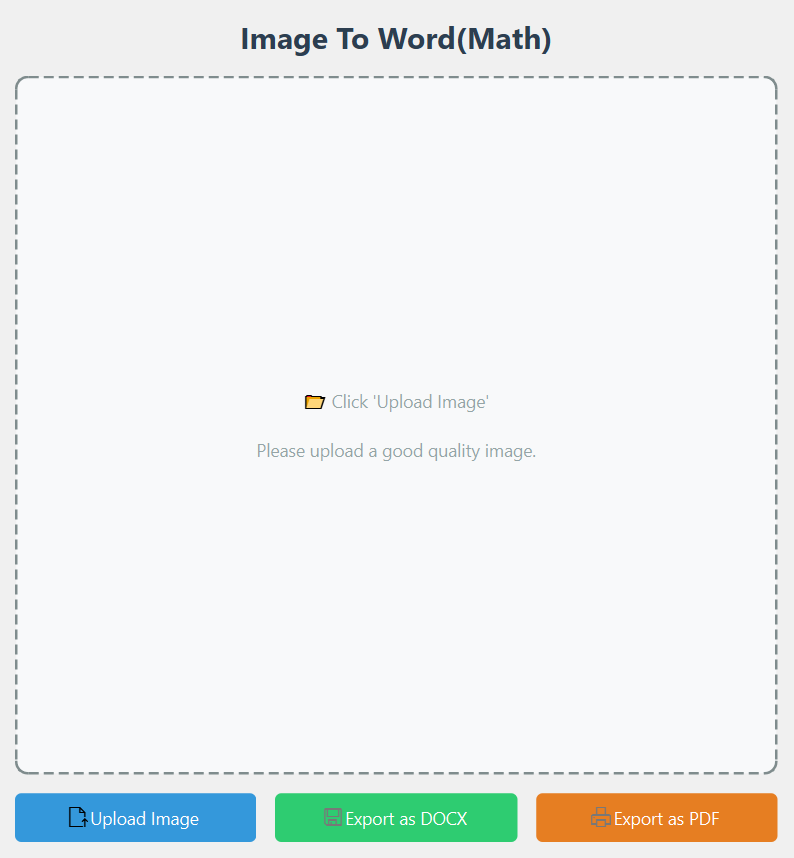 Image To Word(Math)
📂 Click 'Upload Image'
Please upload a good quality image.
Upload Image
Export as DOCX
Export as PDF